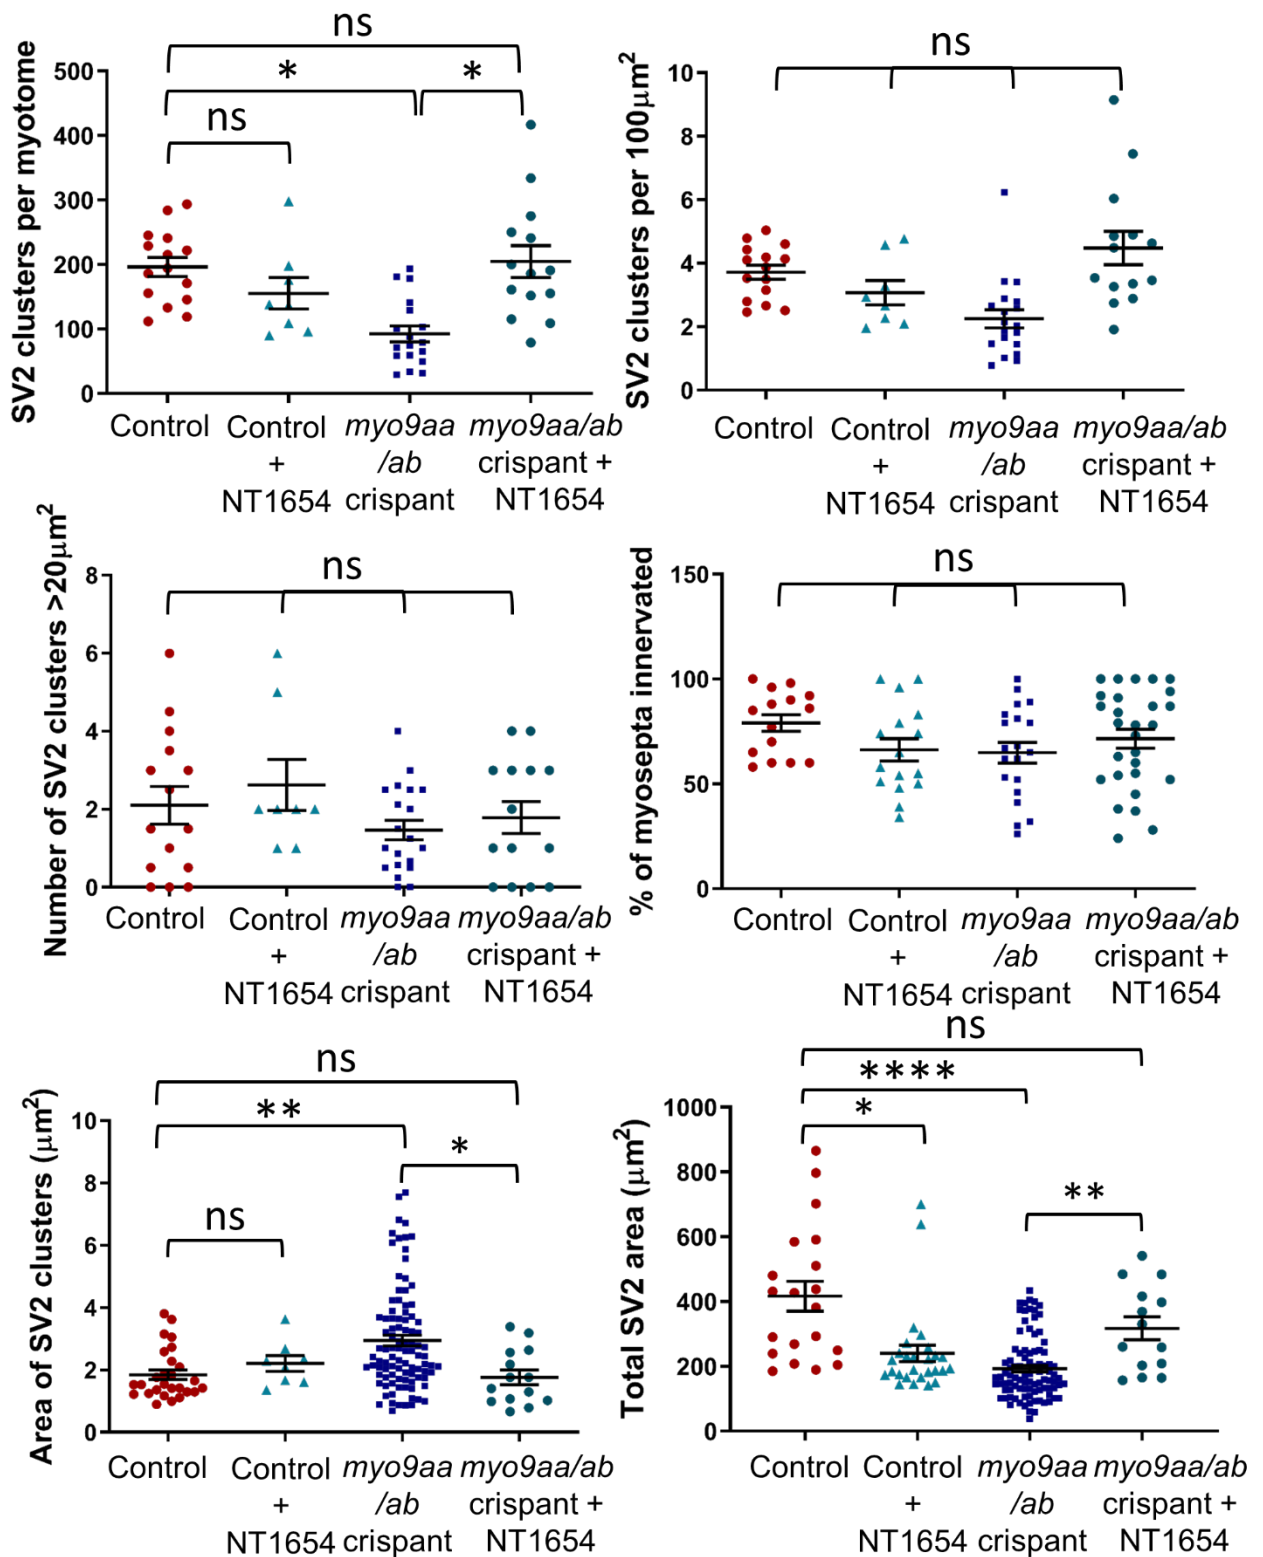 ns
*
*
ns
SV2 clusters per myotome
500
400
300
200
100
0
Control
Control
+
NT1654
myo9aa
/ab
crispant
myo9aa/ab
crispant +
NT1654
ns
SV2 clusters per 100μm²
10
8
6
4
2
0
Control
Control
+
NT1654
myo9aa
/ab
crispant
myo9aa/ab
crispant +
NT1654
ns
Number of SV2 clusters >20μm²
8
6
4
2
0
Control
Control
+
NT1654
myo9aa
/ab
crispant
myo9aa/ab
crispant +
NT1654
ns
% of myosepta innervated
150
100
50
0
Control
Control
+
NT1654
myo9aa
/ab
crispant
myo9aa/ab
crispant +
NT1654
ns
**
*
ns
Area of SV2 clusters (μm²)
10
8
6
4
2
0
Control
Control
+
NT1654
myo9aa
/ab
crispant
myo9aa/ab
crispant +
NT1654
ns
****
*
**
Total SV2 area (μm²)
1000
800
600
400
200
0
Control
Control
+
NT1654
myo9aa
/ab
crispant
myo9aa/ab
crispant +
NT1654